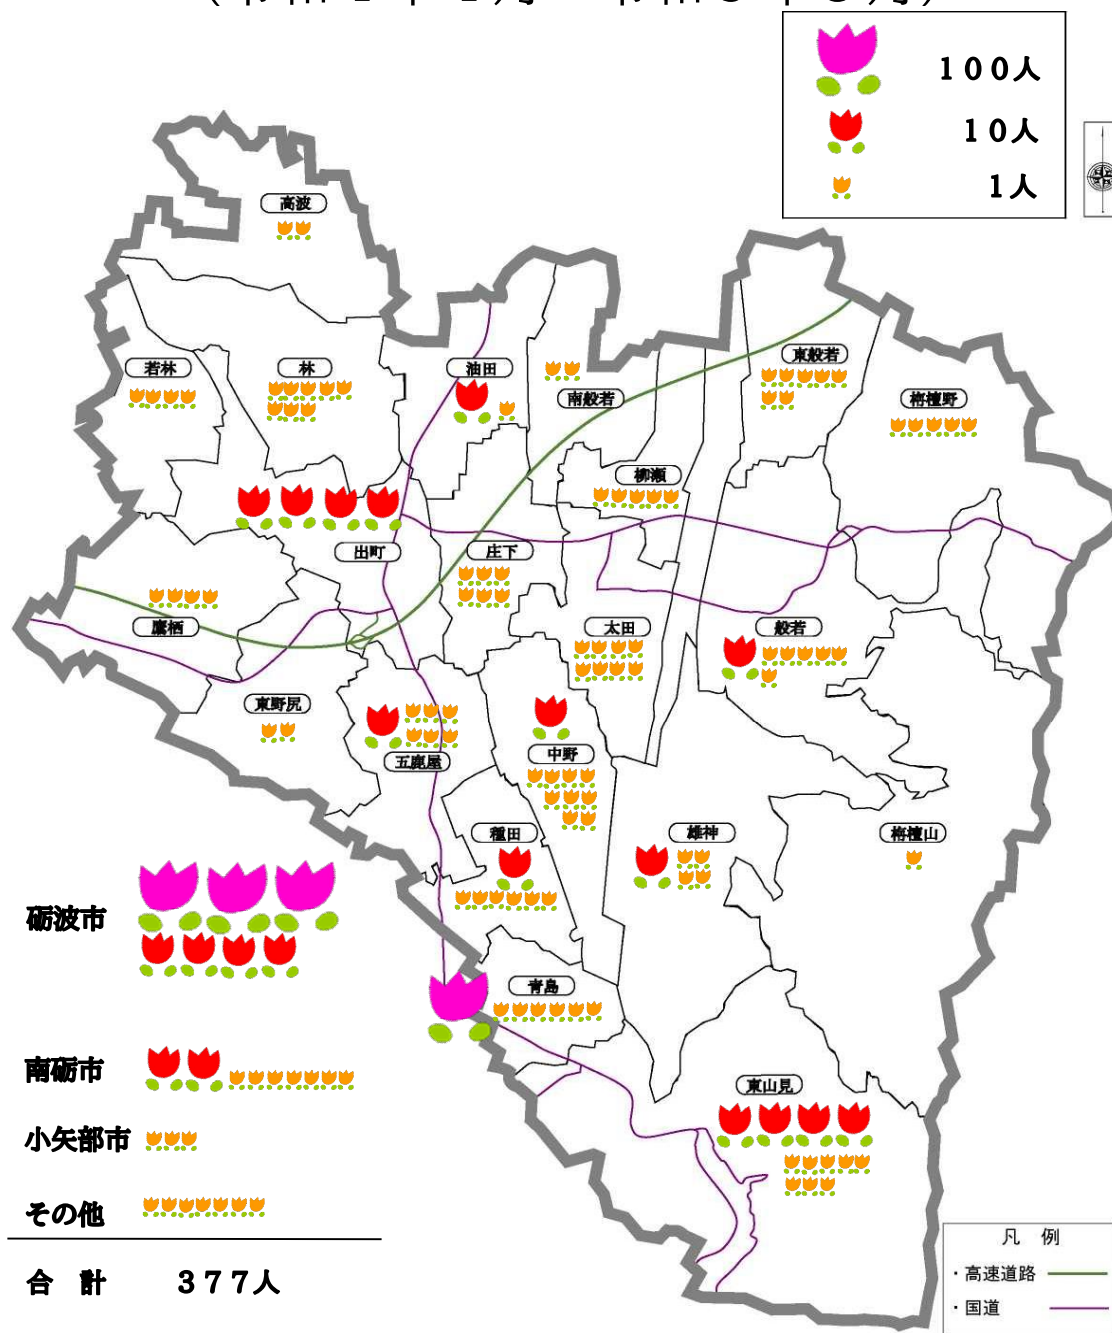 100人
10人
1人
高波
若林
林
油田
南般若
東般若
栴檀野
柳瀬
出町
庄下
鷹栖
太田
般若
東野尻
五鹿屋
中野
種田
雄神
栴檀山
砺波市
青島
南砺市
東山見
小矢部市
その他
合計 377人
凡例
・高速道路
・国道